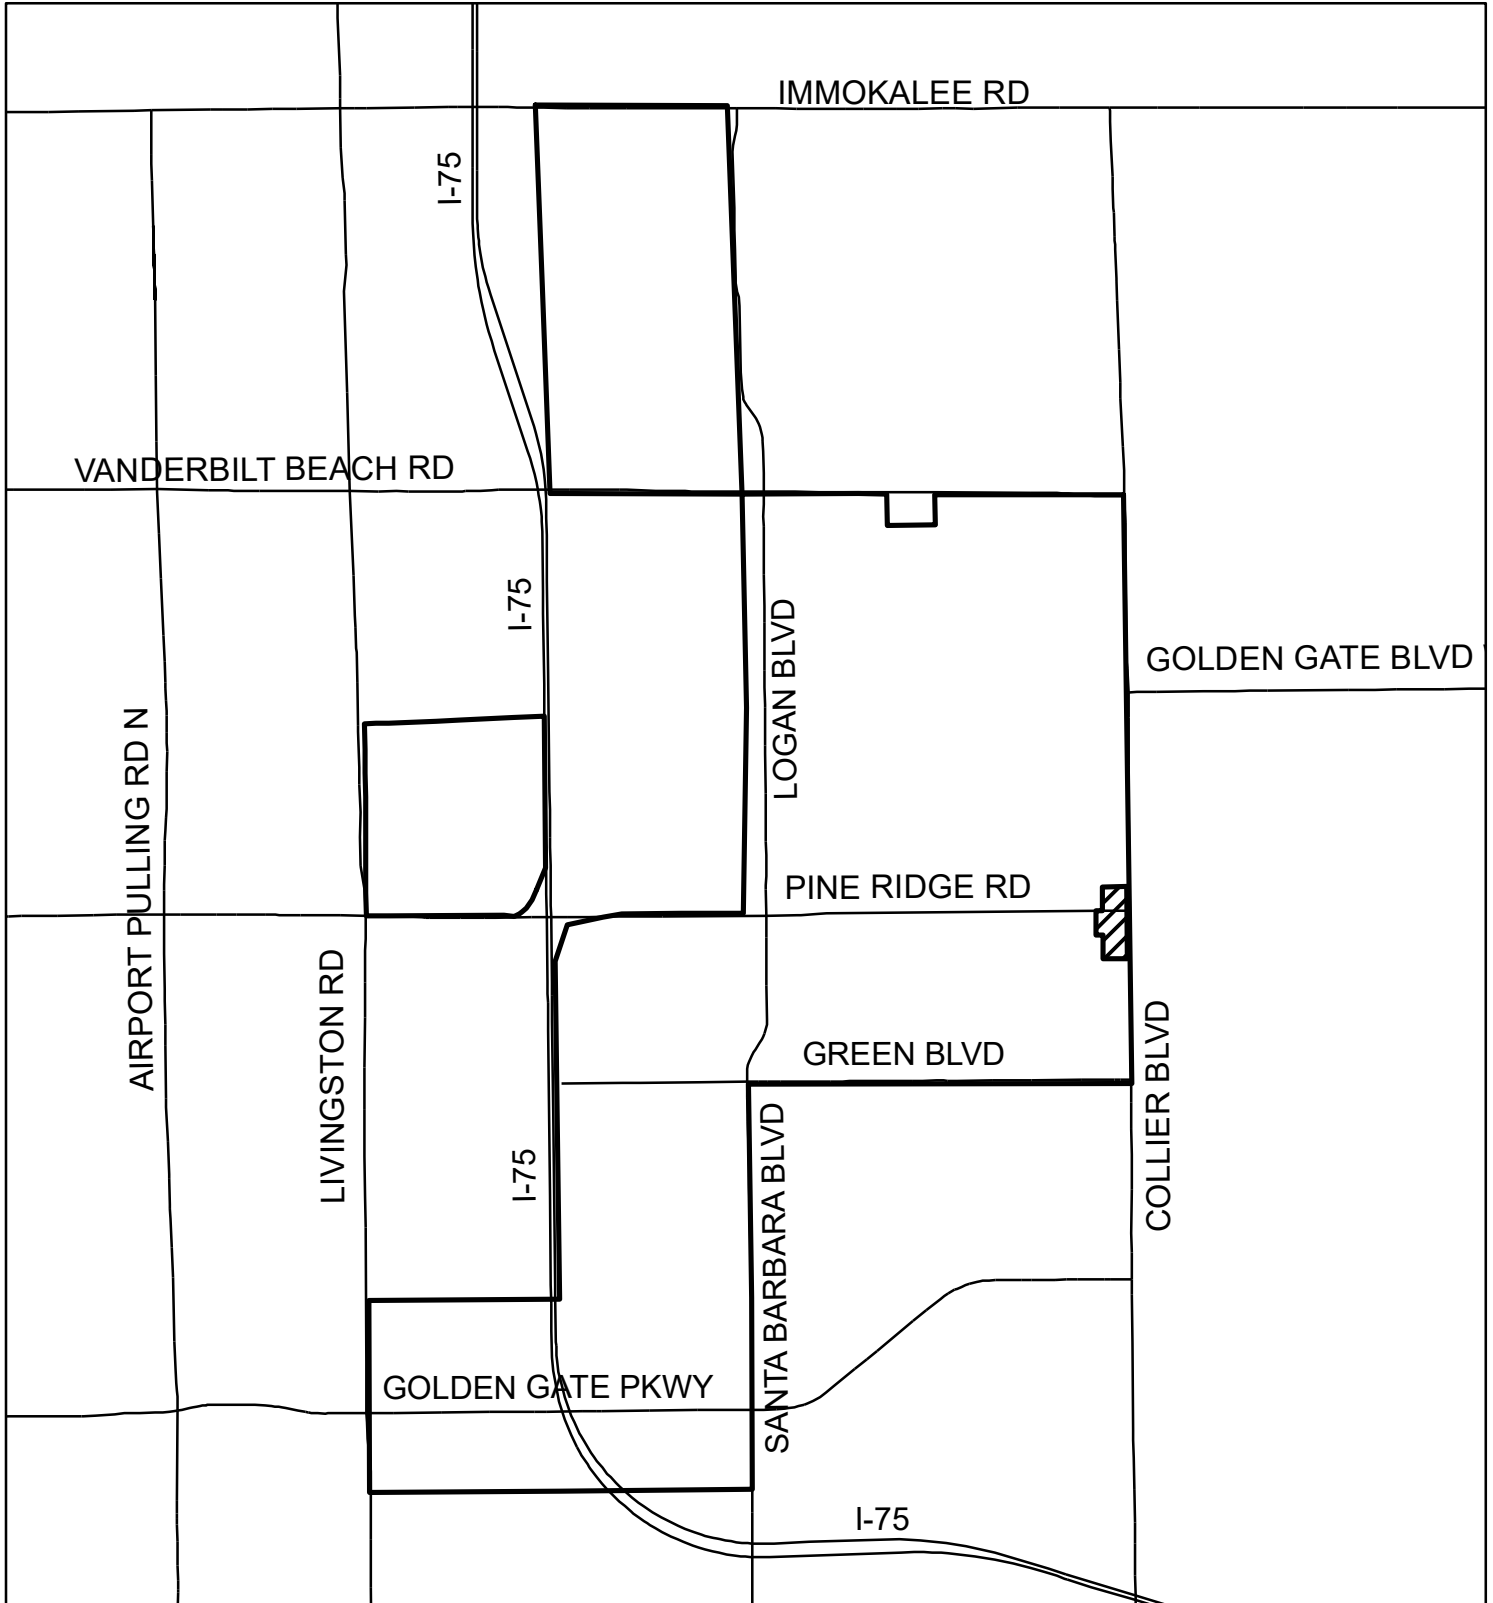 IMMOKALEE RD
I-75
VANDERBILT BEACH RD
I-75
LOGAN BLVD
GOLDEN GATE BLVD
AIRPORT PULLING RD N
PINE RIDGE RD
LIVINGSTON RD
GREEN BLVD
COLLIER BLVD
I-75
SANTA BARBARA BLVD
GOLDEN GATE PKWY
I-75